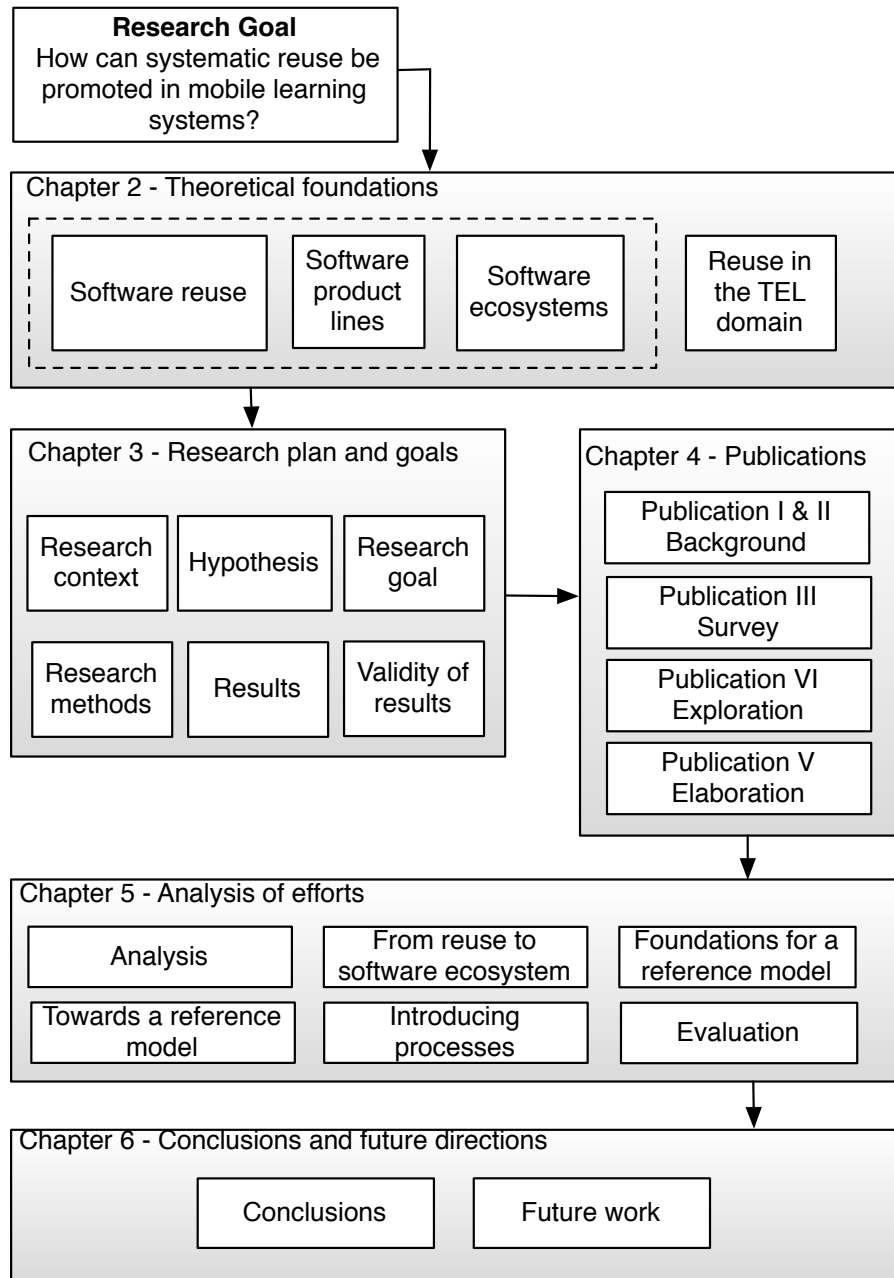 Research Goal
How can systematic reuse be
promoted in mobile learning
systems?
Chapter 2 - Theoretical foundations
Software reuse
Software
product
lines
Software
ecosystems
Reuse in
the TEL
domain
Chapter 3 - Research plan and goals
Research
context
Hypothesis
Research
goal
Research
methods
Results
Validity of
results
Chapter 4 - Publications
Publication I & II
Background
Publication III
Survey
Publication VI
Exploration
Publication V
Elaboration
Chapter 5 - Analysis of efforts
Analysis
From reuse to
software ecosystem
Foundations for a
reference model
Towards a reference
model
Introducing
processes
Evaluation
Chapter 6 - Conclusions and future directions
Conclusions
Future work